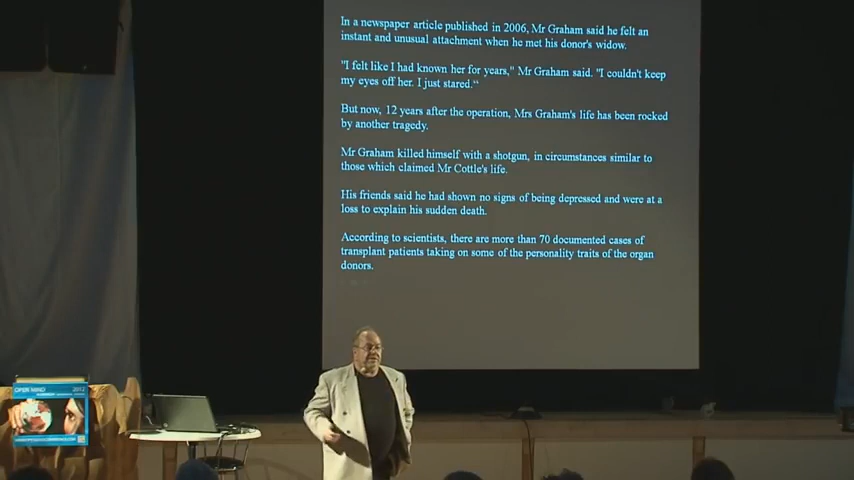 In a newspaper article published in 2006, Mr Graham said he felt an
instant and unusual attachment when he met his donor's widow.
"I felt like I had known her for years," Mr Graham said. "I couldn't keep
my eyes off her. I just stared."
But now, 12 years after the operation, Mrs Graham's life has been rocked
by another tragedy.
Mr Graham killed himself with a shotgun, in circumstances similar to
those which claimed Mr Cottle's life.
His friends said he had shown no signs of being depressed and were at a
loss to explain his sudden death.
According to scientists, there are more than 70 documented cases of
transplant patients taking on some of the personality traits of the organ
donors.
OPEN MIND 2012